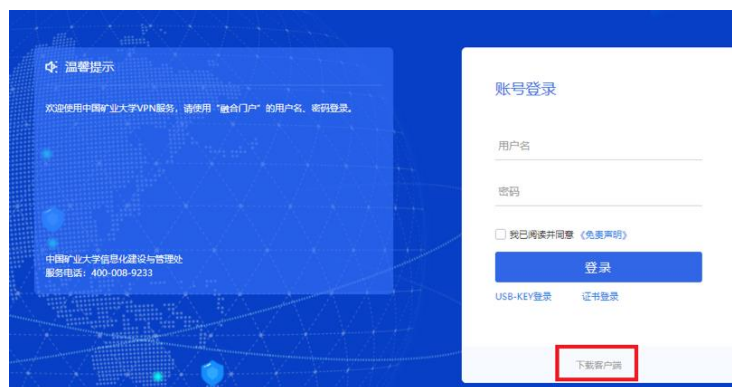 温馨提示
欢迎使用中国矿业大学VPN服务，请使用“融合门户”的用户名、密码登录。
中国矿业大学信息化建设与管理处
服务电话：400-008-9233
账号登录
用户名
密码
我已阅读并同意《免责声明》
登录
USB-KEY登录 证书登录
下载客户端